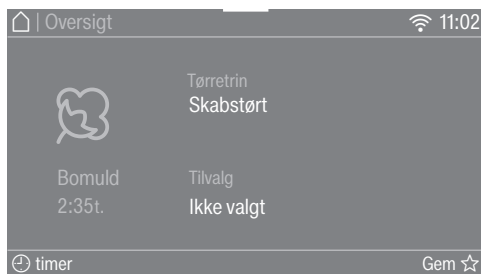 | Oversigt
11:02
Tørretrin
Skabstørt
Bomuld
2:35t.
Tilvalg
Ikke valgt
timer
Gem